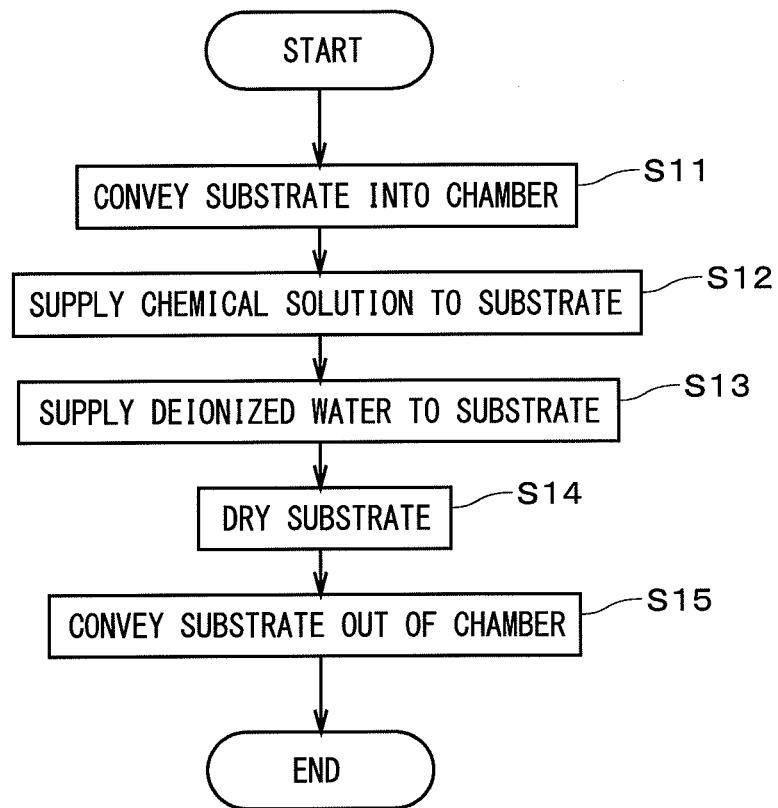 START
CONVEY SUBSTRATE INTO CHAMBER
S11
SUPPLY CHEMICAL SOLUTION TO SUBSTRATE
S12
SUPPLY DEIONIZED WATER TO SUBSTRATE
S13
DRY SUBSTRATE
S14
CONVEY SUBSTRATE OUT OF CHAMBER
S15
END